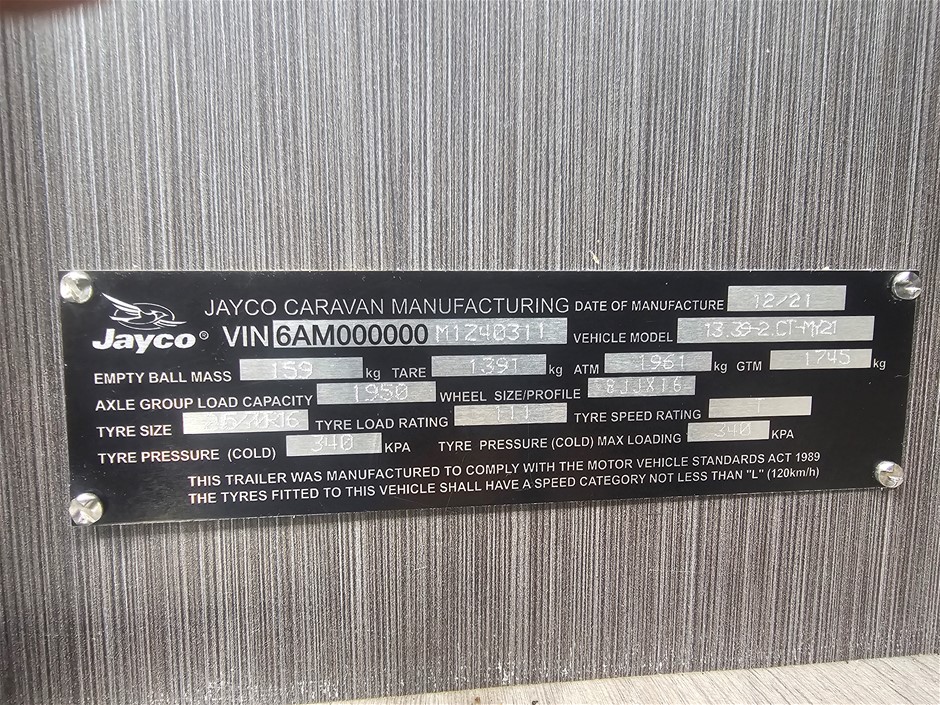 JAYCO CARAVAN MANUFACTURING DATE OF MANUFACTURE 12/21
Jayco® VIN 6AM000000 M1Z40311 VEHICLE MODEL 13.39-2.CT-MY21
EMPTY BALL MASS 159 kg TARE 1391 kg ATM 1961 kg GTM 1745 kg
AXLE GROUP LOAD CAPACITY 1950 WHEEL SIZE/PROFILE 8JJX16
TYRE SIZE TYRE LOAD RATING 111 TYRE SPEED RATING T
TYRE PRESSURE (COLD) 340 KPA TYRE PRESSURE (COLD) MAX LOADING 340 KPA
THIS TRAILER WAS MANUFACTURED TO COMPLY WITH THE MOTOR VEHICLE STANDARDS ACT 1989
THE TYRES FITTED TO THIS VEHICLE SHALL HAVE A SPEED CATEGORY NOT LESS THAN "L" (120km/h)